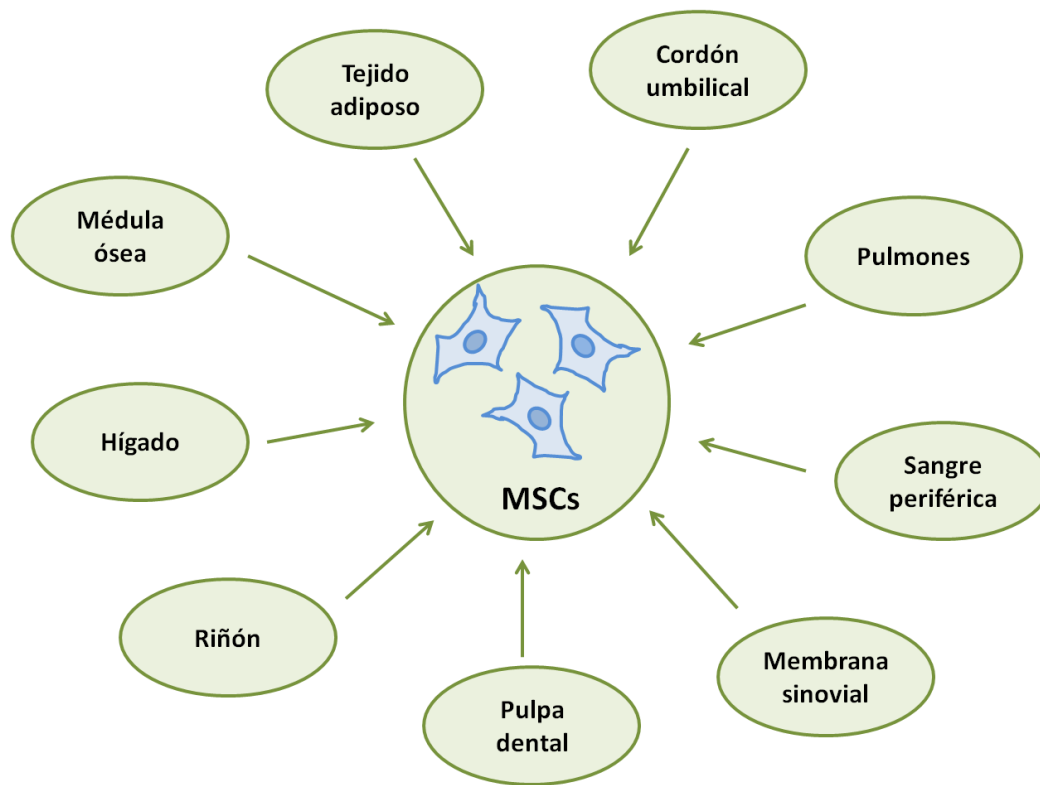 Tejido
adiposo
Cordón
umbilical
Médula
ósea
Pulmones
Hígado
MSCs
Sangre
periférica
Riñón
Membrana
sinovial
Pulpa
dental